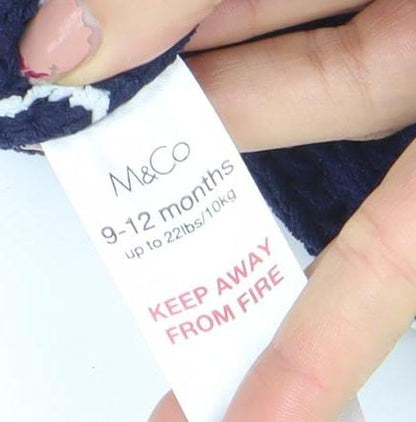 M&Co
9-12 months
up to 22lbs/10kg
KEEP AWAY
FROM FIRE